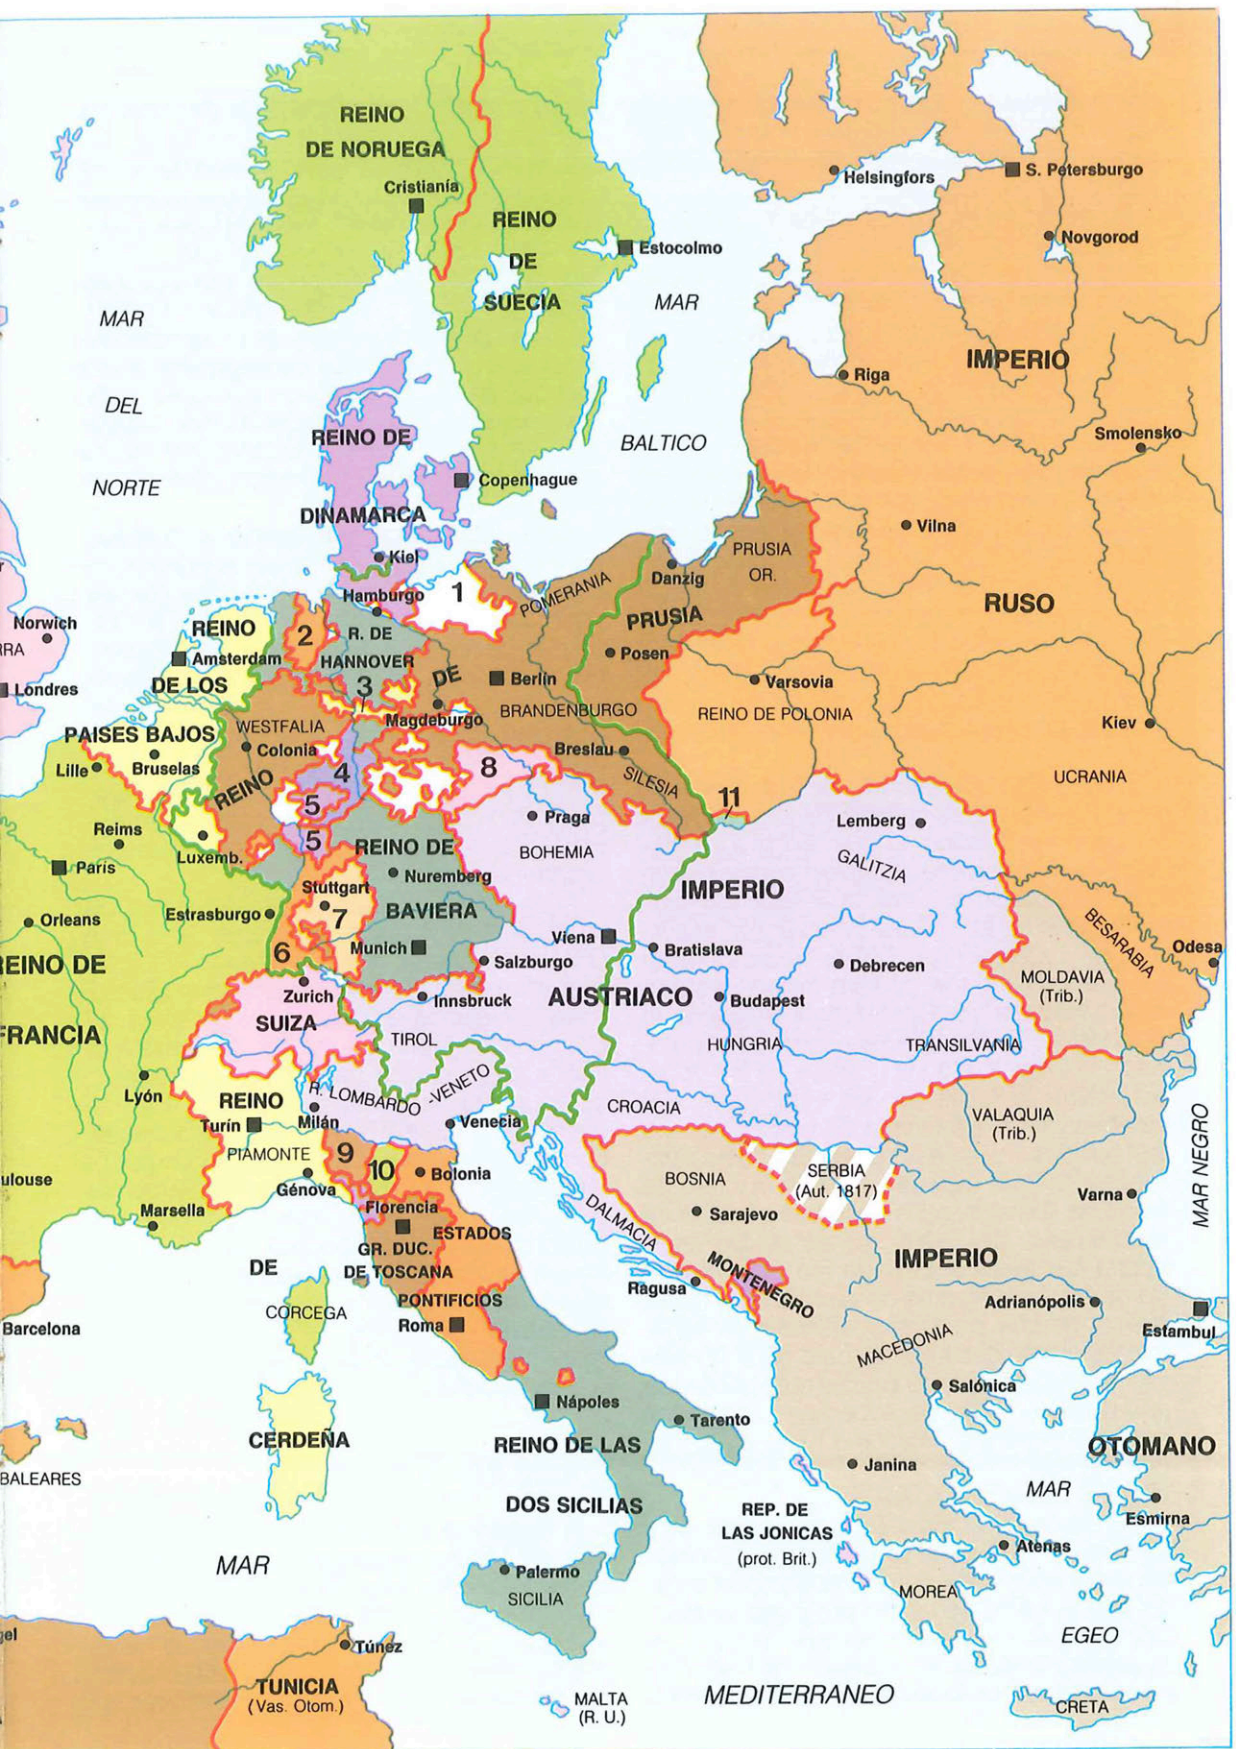 REINO
DE NORUEGA
Cristianía
REINO
DE
SUECIA
Estocolmo
Helsingfors
S. Petersburgo
Novgorod
MAR
DEL
NORTE
MAR
BALTICO
IMPERIO
RUSO
Riga
Smolensko
Vilna
REINO DE
DINAMARCA
Copenhague
Kiel
Hamburgo
1
POMERANIA
Danzig
PRUSIA
OR.
PRUSIA
Posen
Norwich
RRA
Londres
REINO
DE LOS
PAISES BAJOS
Amsterdam
Bruselas
2
R. DE
HANNOVER
3
DE
Berlín
Magdeburgo
BRANDENBURGO
Varsovia
REINO DE POLONIA
Kiev
UCRANIA
WESTFALIA
Colonia
REINO
Breslau
SILESIA
Lille
4
5
5
8
11
Reims
Luxemb.
París
Praga
BOHEMIA
Lemberg
GALITZIA
REINO DE
BAVIERA
Nuremberg
Stuttgart
7
Munich
6
Orleans
Estrasburgo
REINO DE
FRANCIA
IMPERIO
AUSTRIACO
Viena
Salzburgo
Bratislava
Debrecen
Budapest
Innsbruck
HUNGRIA
TRANSILVANIA
MOLDAVIA
(Trib.)
BESARABIA
Odesa
Zurich
SUIZA
TIROL
Lyón
REINO
Turín
PIAMONTE
R. LOMBARDO -VENETO
Milán
Venecia
CROACIA
VALAQUIA
(Trib.)
MAR NEGRO
Génova
9
10
Bolonia
BOSNIA
Sarajevo
SERBIA
(Aut. 1817)
Varna
ulouse
Marsella
Florencia
GR. DUC.
DE TOSCANA
ESTADOS
PONTIFICIOS
Roma
DALMACIA
Ragusa
MONTENEGRO
IMPERIO
OTOMANO
Adrianópolis
Estambul
MACEDONIA
Salónica
DE
CORCEGA
Barcelona
Nápoles
Tarento
REINO DE LAS
DOS SICILIAS
CERDEÑA
BALEARES
Janina
MAR
EGEO
Esmirna
REP. DE
LAS JONICAS
(prot. Brit.)
Atenas
MOREA
MAR
Palermo
SICILIA
gel
Túnez
TUNICIA
(Vas. Otom.)
MALTA
(R. U.)
MEDITERRANEO
CRETA